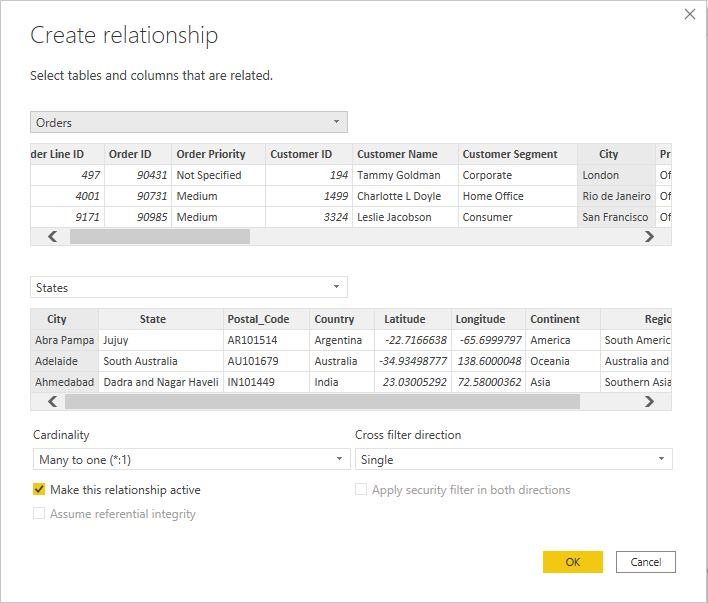 Create relationship
Select tables and columns that are related.
Orders
der Line ID Order ID Order Priority Customer ID Customer Name Customer Segment City Pr
497 90431 Not Specified 194 Tammy Goldman Corporate London Of
4001 90731 Medium 1499 Charlotte L Doyle Home Office Rio de Janeiro Of
9171 90985 Medium 3324 Leslie Jacobson Consumer San Francisco Of
States
City State Postal_Code Country Latitude Longitude Continent Regio
Abra Pampa Jujuy AR101514 Argentina -22.7166638 -65.6999797 America South America
Adelaide South Australia AU101679 Australia -34.93498777 138.6000048 Oceania Australia and
Ahmedabad Dadra and Nagar Haveli IN101449 India 23.03005292 72.58000362 Asia Southern Asia
Cardinality Cross filter direction
Many to one (*:1) Single
Make this relationship active Apply security filter in both directions
Assume referential integrity
OK Cancel